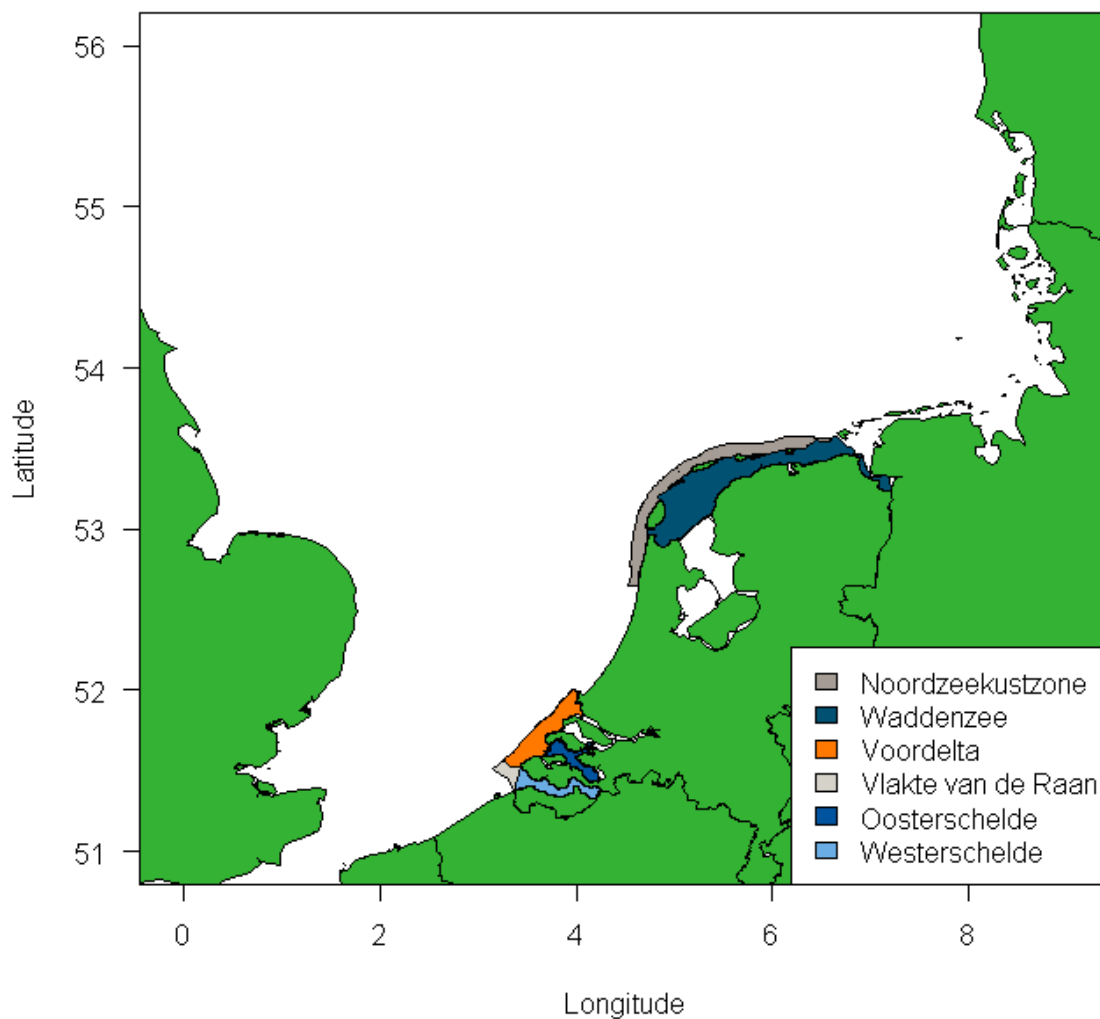 56
55
54
53
52
51
Latitude
0
2
4
6
8
Longitude
Noordzeekustzone
Waddenzee
Voordelta
Vlakte van de Raan
Oosterschelde
Westerschelde